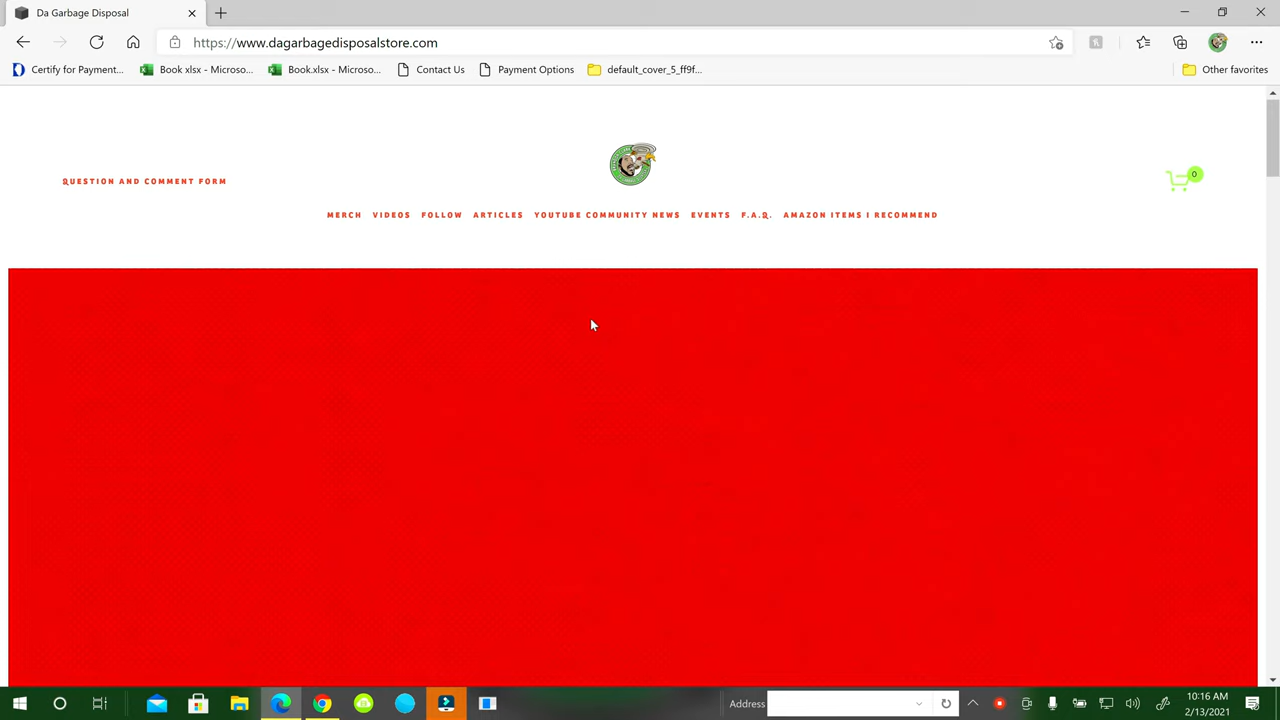 Da Garbage Disposal
https://www.dagarbagedisposalstore.com
Certify for Payment...
Book xlsx - Microso...
Book.xlsx - Microso...
Contact Us
Payment Options
default_cover_5_ff9f...
Other favorites
QUESTION AND COMMENT FORM
0
MERCH VIDEOS FOLLOW ARTICLES YOUTUBE COMMUNITY NEWS EVENTS F.A.Q. AMAZON ITEMS I RECOMMEND
Address
10:16 AM
2/13/2021